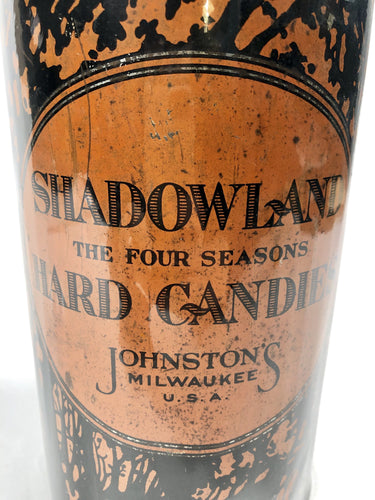 SHADOWLAND
THE FOUR SEASONS
HARD CANDIES
JOHNSTON'S
MILWAUKEE
U.S.A.